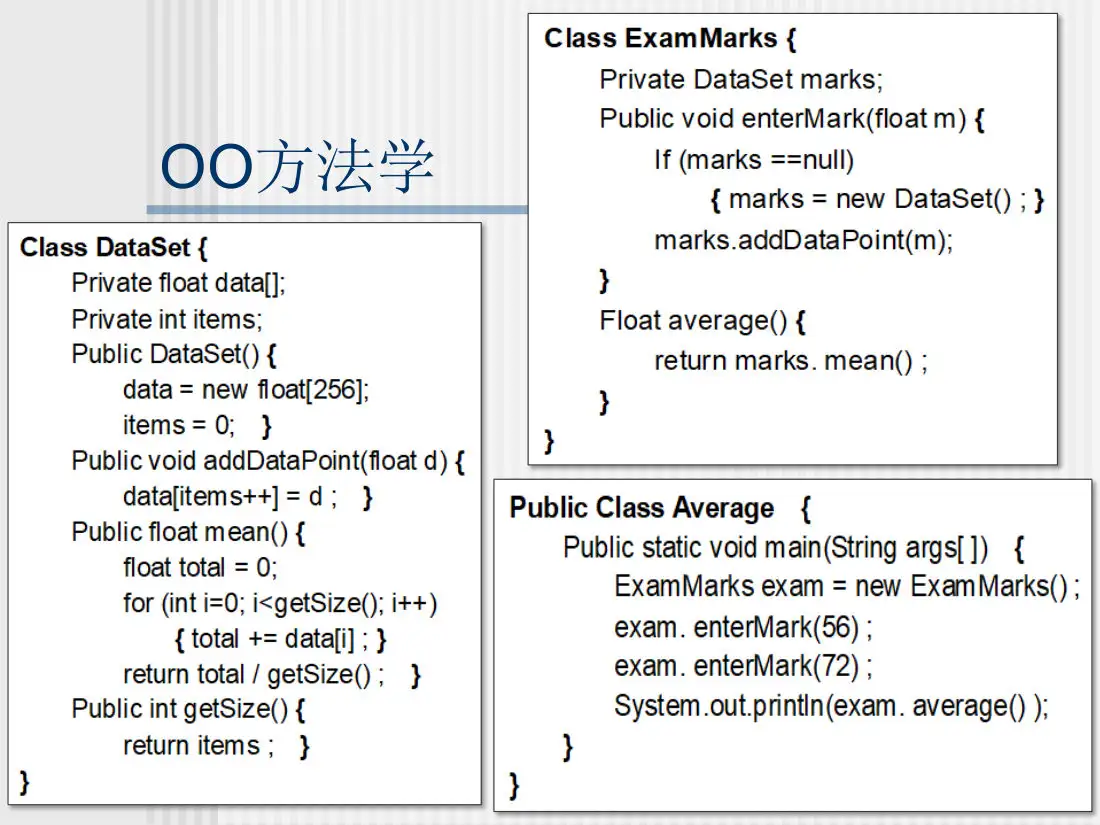 OO方法学
Class DataSet {
Private float data[];
Private int items;
Public DataSet() {
data = new float[256];
items = 0; }
Public void addDataPoint(float d) {
data[items++] = d ; }
Public float mean() {
float total = 0;
for (int i=0; i<getSize(); i++)
{ total += data[i] ; }
return total / getSize() ; }
Public int getSize() {
return items ; }
}
Class ExamMarks {
Private DataSet marks;
Public void enterMark(float m) {
If (marks ==null)
{ marks = new DataSet() ; }
marks.addDataPoint(m);
}
Float average() {
return marks. mean() ;
}
}
Public Class Average {
Public static void main(String args[ ]) {
ExamMarks exam = new ExamMarks() ;
exam. enterMark(56) ;
exam. enterMark(72) ;
System.out.println(exam. average() );
}
}